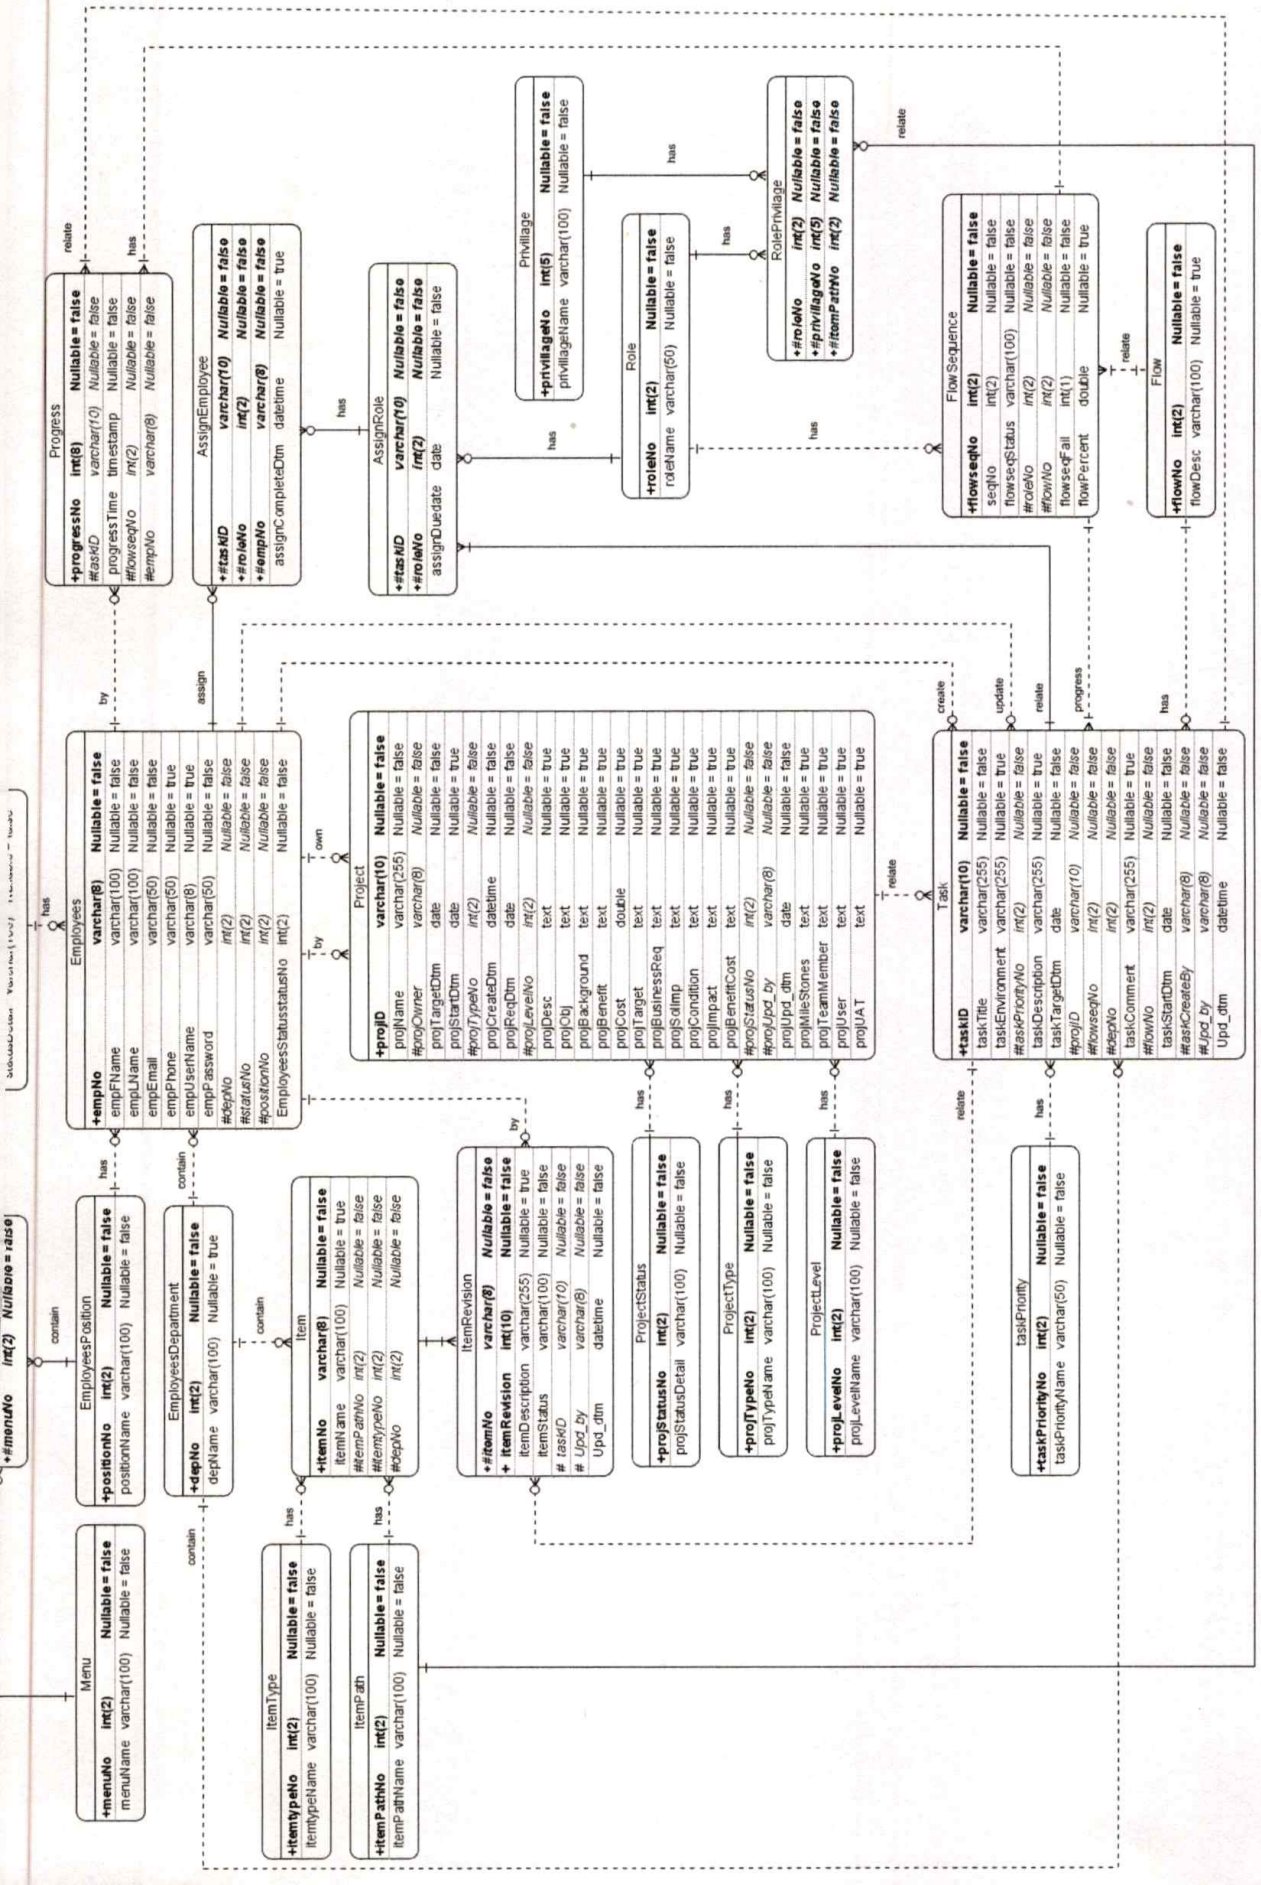 +#menuNo int(2) Nullable = false
contain
has
Menu
+menuNo int(2) Nullable = false
menuName varchar(100) Nullable = false
EmployeesPosition
+positionNo int(2) Nullable = false
positionName varchar(100) Nullable = false
has
Employees
+empNo varchar(8) Nullable = false
empFName varchar(100) Nullable = false
empLName varchar(100) Nullable = false
empEmail varchar(50) Nullable = false
empPhone varchar(50) Nullable = true
empUserName varchar(8) Nullable = true
empPassword varchar(50) Nullable = false
#depNo int(2) Nullable = false
#statusNo int(2) Nullable = false
#positionNo int(2) Nullable = false
EmployeesStatusstatusNo int(2) Nullable = false
by
assign
Progress
+progressNo int(8) Nullable = false
#taskID varchar(10) Nullable = false
progressTime timestamp Nullable = false
#flowseqNo int(2) Nullable = false
#empNo varchar(8) Nullable = false
relate
has
EmployeesDepartment
+depNo int(2) Nullable = false
depName varchar(100) Nullable = true
contain
contain
contain
AssignEmployee
+#taskID varchar(10) Nullable = false
+#roleNo int(2) Nullable = false
+#empNo varchar(8) Nullable = false
assignCompleteDtm datetime Nullable = true
has
ItemType
+itemtypeNo int(2) Nullable = false
itemtypeName varchar(100) Nullable = false
has
Item
+itemNo varchar(8) Nullable = false
itemName varchar(100) Nullable = true
#itemPathNo int(2) Nullable = false
#itemtypeNo int(2) Nullable = false
#depNo int(2) Nullable = false
own
by
ItemPath
+itemPathNo int(2) Nullable = false
itemPathName varchar(100) Nullable = false
has
Project
+projID varchar(10) Nullable = false
projName varchar(255) Nullable = false
#projOwner varchar(8) Nullable = false
projTargetDtm date Nullable = false
projStartDtm date Nullable = true
#projTypeNo int(2) Nullable = false
projCreateDtm datetime Nullable = false
projReqDtm date Nullable = false
#projLevelNo int(2) Nullable = false
projDesc text Nullable = true
projObj text Nullable = true
projBackground text Nullable = true
projBenefit text Nullable = true
projCost double Nullable = true
projTarget text Nullable = true
projBusinessReq text Nullable = true
projSolImp text Nullable = true
projCondition text Nullable = true
projImpact text Nullable = true
projBenefitCost text Nullable = true
#projStatusNo int(2) Nullable = false
#projUpd_by varchar(8) Nullable = false
projUpd_dtm date Nullable = false
projMileStones text Nullable = true
projTeamMember text Nullable = true
projUser text Nullable = true
projUAT text Nullable = true
AssignRole
+#taskID varchar(10) Nullable = false
+#roleNo int(2) Nullable = false
assignDuedate date Nullable = false
has
ItemRevision
+#itemNo varchar(8) Nullable = false
+ itemRevision int(10) Nullable = false
itemDescription varchar(255) Nullable = true
itemStatus varchar(100) Nullable = false
# taskID varchar(10) Nullable = false
# Upd_by varchar(8) Nullable = false
Upd_dtm datetime Nullable = false
by
Privillage
+privillageNo int(5) Nullable = false
privillageName varchar(100) Nullable = false
has
ProjectStatus
+projStatusNo int(2) Nullable = false
projStatusDetail varchar(100) Nullable = false
has
Role
+roleNo int(2) Nullable = false
roleName varchar(50) Nullable = false
has
has
ProjectType
+projTypeNo int(2) Nullable = false
projTypeName varchar(100) Nullable = false
has
RolePrivillage
+#roleNo int(2) Nullable = false
+#privillageNo int(5) Nullable = false
+#itemPathNo int(2) Nullable = false
relate
ProjectLevel
+projLevelNo int(2) Nullable = false
projLevelName varchar(100) Nullable = false
has
relate
relate
Task
+taskID varchar(10) Nullable = false
taskTitle varchar(255) Nullable = false
taskEnvironment varchar(255) Nullable = true
#taskPriorityNo int(2) Nullable = false
taskDescription varchar(255) Nullable = true
taskTargetDtm date Nullable = false
#projID varchar(10) Nullable = false
#flowseqNo int(2) Nullable = false
#depNo int(2) Nullable = false
taskComment varchar(255) Nullable = true
#flowNo int(2) Nullable = false
taskStartDtm date Nullable = false
#taskCreateBy varchar(8) Nullable = false
#Upd_by varchar(8) Nullable = false
Upd_dtm datetime Nullable = false
create
update
relate
progress
has
FlowSequence
+flowseqNo int(2) Nullable = false
seqNo int(2) Nullable = false
flowseqStatus varchar(100) Nullable = false
#roleNo int(2) Nullable = false
#flowNo int(2) Nullable = false
flowseqFail int(1) Nullable = false
flowPercent double Nullable = true
relate
taskPriority
+taskPriorityNo int(2) Nullable = false
taskPriorityName varchar(50) Nullable = false
has
Flow
+flowNo int(2) Nullable = false
flowDesc varchar(100) Nullable = true